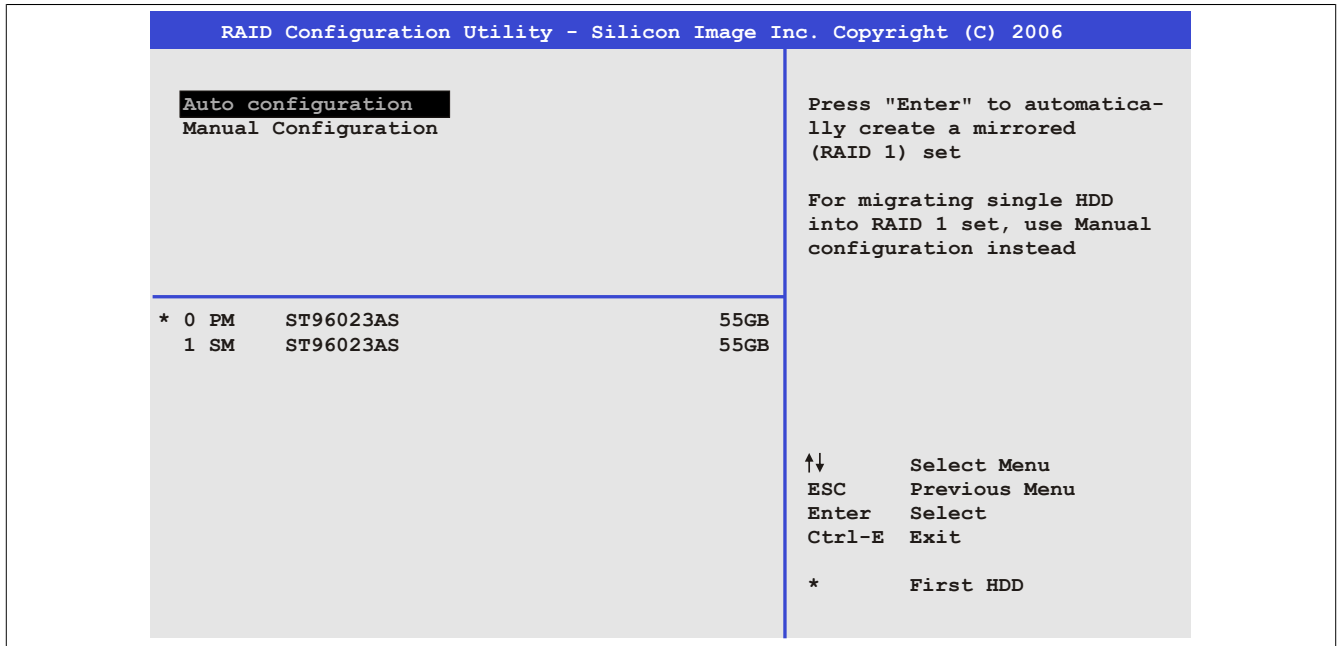 RAID Configuration Utility - Silicon Image Inc. Copyright (C) 2006
Auto configuration
Manual Configuration
* 0 PM ST96023AS 55GB
1 SM ST96023AS 55GB
Press "Enter" to automatica-
lly create a mirrored
(RAID 1) set
For migrating single HDD
into RAID 1 set, use Manual
configuration instead
↑↓ Select Menu
ESC Previous Menu
Enter Select
Ctrl-E Exit
* First HDD